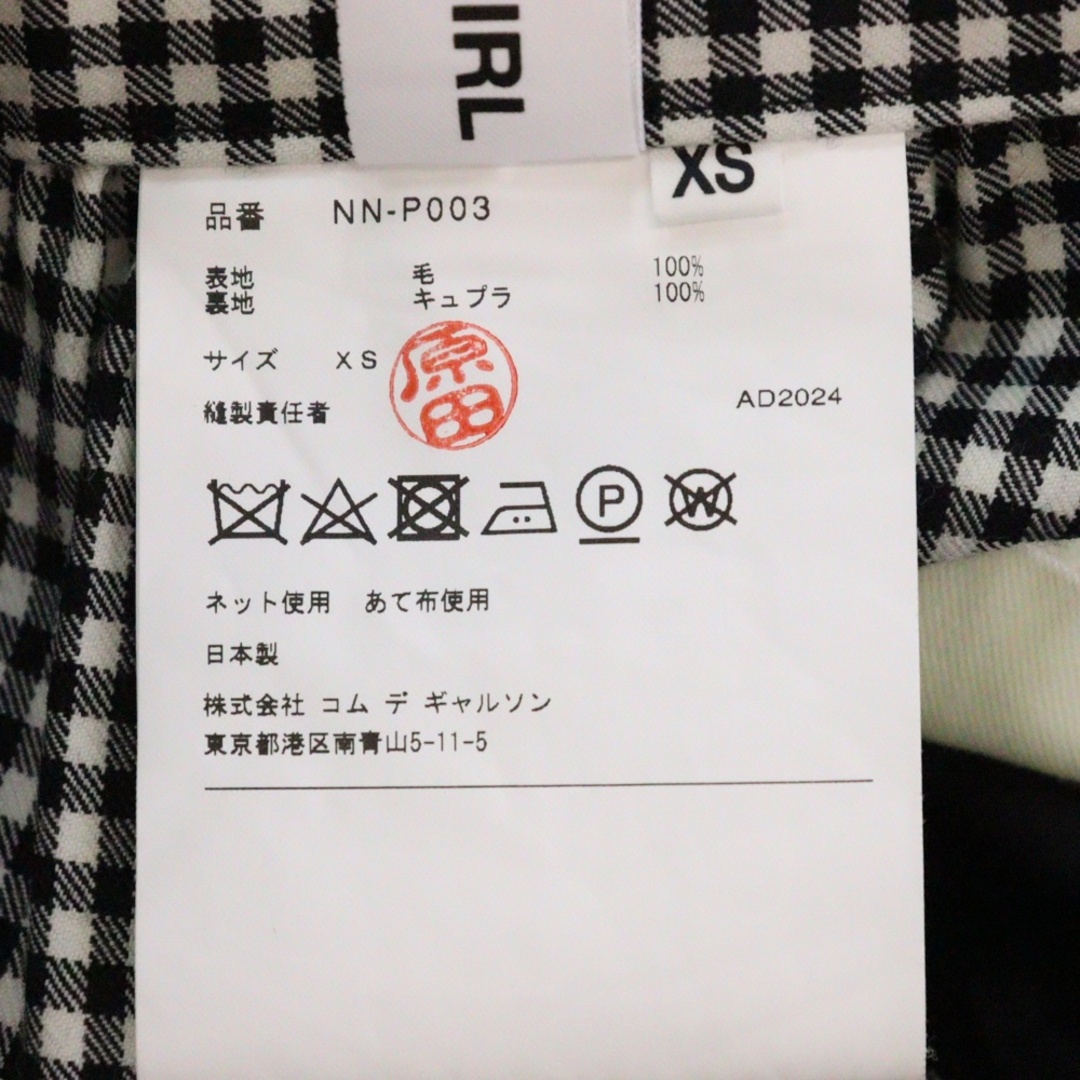 IRL
XS
品番 NN-P003
表地 毛 100%
裏地 キュプラ 100%
サイズ XS
原田
縫製責任者 AD2024
P W
ネット使用 あて布使用
日本製
株式会社 コム デ ギャルソン
東京都港区南青山5-11-5